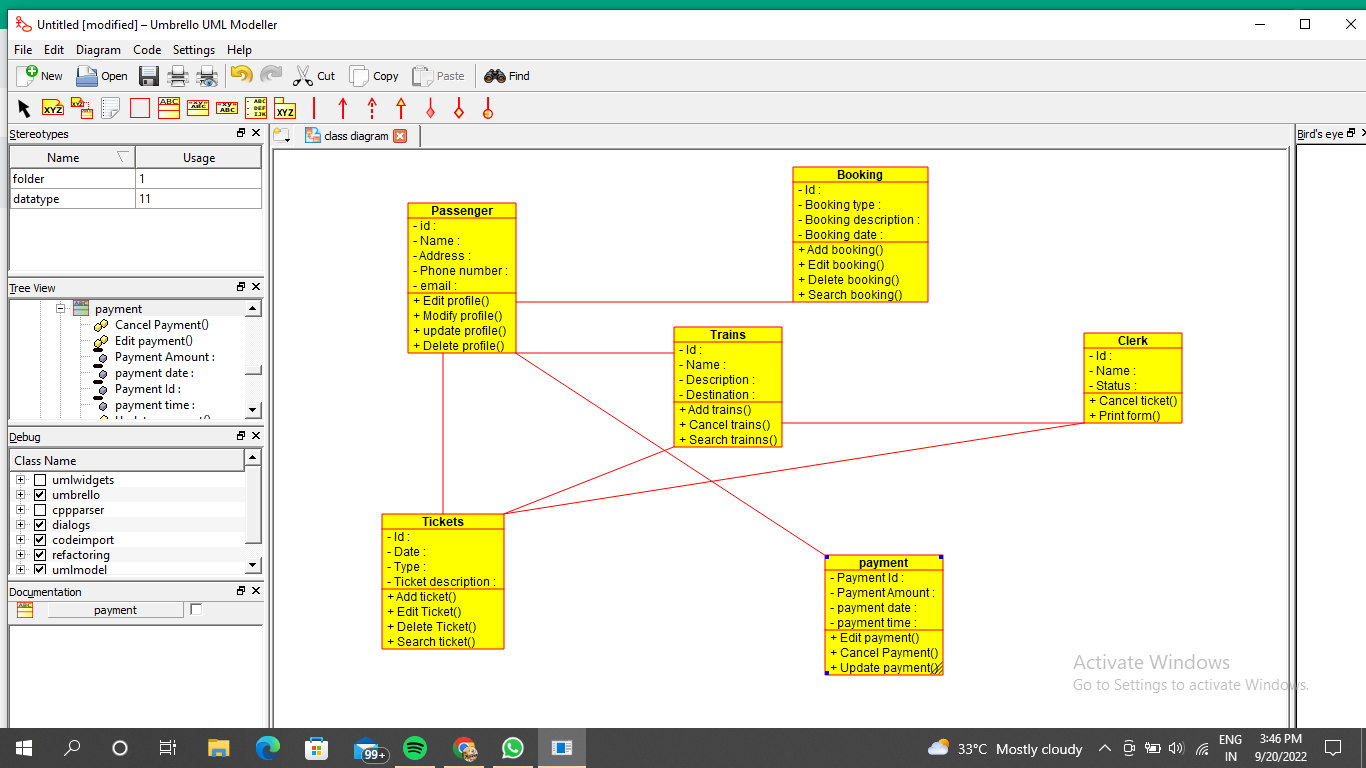 Untitled [modified] – Umbrello UML Modeller
File Edit Diagram Code Settings Help
New Open Cut Copy Paste Find
XYZ XYZ ABC -xy- ABC -xy- ABC ABC DEF IJK XYZ
Stereotypes
Name Usage
folder 1
datatype 11
Tree View
payment
Cancel Payment()
Edit payment()
Payment Amount :
payment date :
Payment Id :
payment time :
Debug
Class Name
umlwidgets
umbrello
cppparser
dialogs
codeimport
refactoring
umlmodel
Documentation
payment
class diagram
Bird's eye
Passenger
- id :
- Name :
- Address :
- Phone number :
- email :
+ Edit profile()
+ Modify profile()
+ update profile()
+ Delete profile()
Booking
- Id :
- Booking type :
- Booking description :
- Booking date :
+ Add booking()
+ Edit booking()
+ Delete booking()
+ Search booking()
Trains
- Id :
- Name :
- Description :
- Destination :
+ Add trains()
+ Cancel trains()
+ Search trainns()
Clerk
- Id :
- Name :
- Status :
+ Cancel ticket()
+ Print form()
Tickets
- Id :
- Date :
- Type :
- Ticket description :
+ Add ticket()
+ Edit Ticket()
+ Delete Ticket()
+ Search ticket()
payment
- Payment Id :
- Payment Amount :
- payment date :
- payment time :
+ Edit payment()
+ Cancel Payment()
+ Update payment()
Activate Windows
Go to Settings to activate Windows.
99+
33°C Mostly cloudy
ENG
IN
3:46 PM
9/20/2022